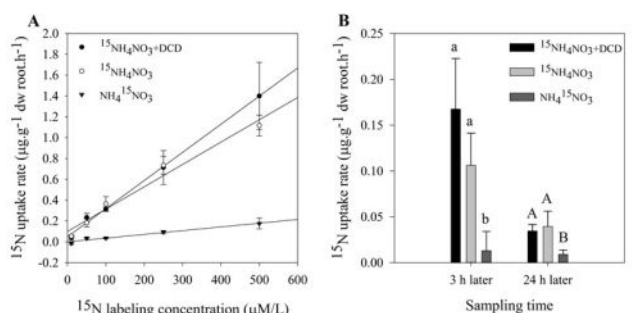 A
¹⁵NH₄NO₃+DCD
¹⁵NH₄NO₃
NH₄¹⁵NO₃
2.0
1.8
1.6
1.4
1.2
1.0
0.8
0.6
0.4
0.2
0.0
-0.2
¹⁵N uptake rate (µg.g⁻¹ dw root.h⁻¹)
0 100 200 300 400 500 600
¹⁵N labeling concentration (µM/L)
B
¹⁵NH₄NO₃+DCD
¹⁵NH₄NO₃
NH₄¹⁵NO₃
0.25
0.20
0.15
0.10
0.05
0.00
¹⁵N uptake rate (µg.g⁻¹ dw root.h⁻¹)
a
a
b
A
A
B
3 h later 24 h later
Sampling time